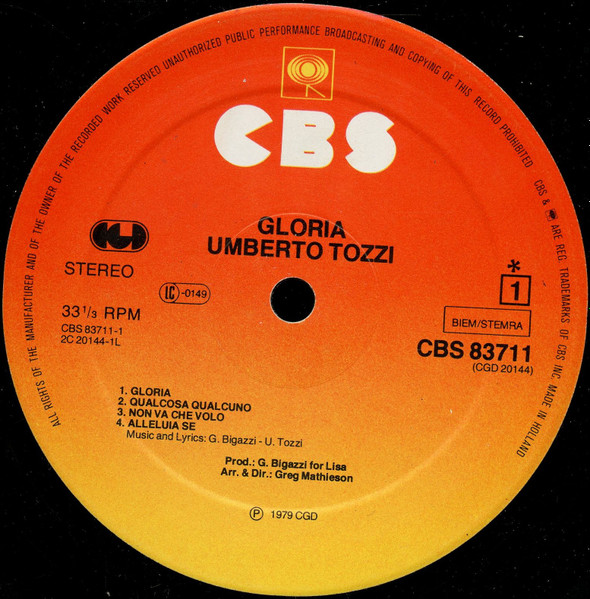 ALL RIGHTS OF THE MANUFACTURER AND OF THE OWNER OF THE RECORDED WORK RESERVED UNAUTHORIZED PUBLIC PERFORMANCE BROADCASTING AND COPYING OF THIS RECORD PROHIBITED
CBS & ARE REG. TRADEMARKS OF CBS INC. MADE IN HOLLAND
CBS
GLORIA
UMBERTO TOZZI
STEREO
LC-0149
33 1/3 RPM
CBS 83711-1
2C 20144-1L
*
1
BIEM/STEMRA
CBS 83711
(CGD 20144)
1. GLORIA
2. QUALCOSA QUALCUNO
3. NON VA CHE VOLO
4. ALLELUIA SE
Music and Lyrics: G. Bigazzi - U. Tozzi
Prod.: G. Bigazzi for Lisa
Arr. & Dir.: Greg Mathieson
Ⓟ 1979 CGD